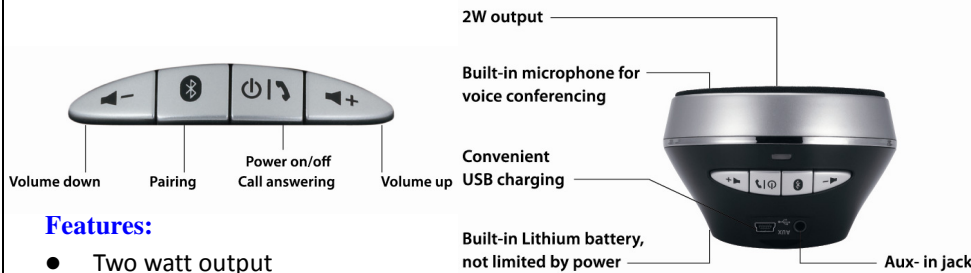 Volume down
Pairing
Power on/off
Call answering
Volume up
Features:
● Two watt output
2W output
Built-in microphone for
voice conferencing
Convenient
USB charging
Built-in Lithium battery,
not limited by power
Aux- in jack
AUX